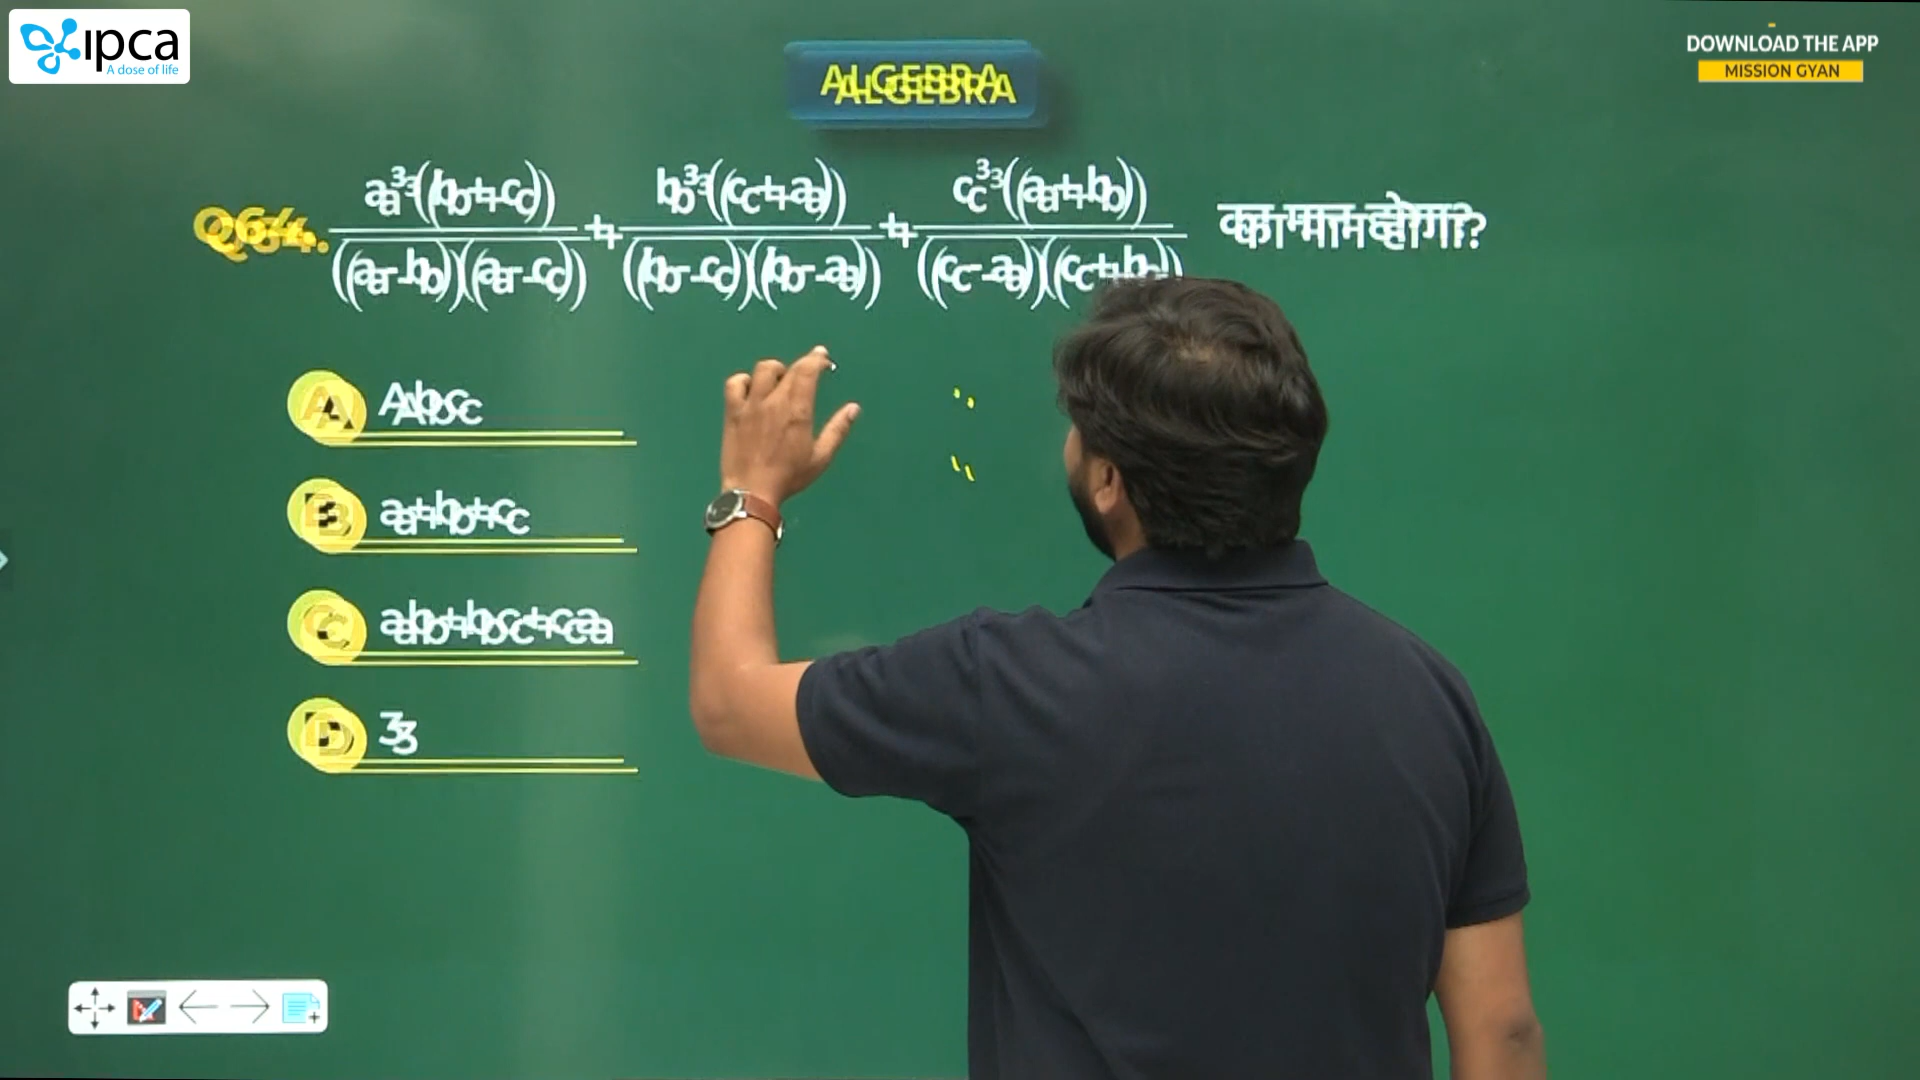 ipca
A dose of life
DOWNLOAD THE APP
MISSION GYAN
ALGEBRA
Q64. a³(b+c)/(a-b)(a-c) + b³(c+a)/(b-c)(b-a) + c³(a+b)/(c-a)(c+b) का मान होगा?
A Abc
B a+b+c
C ab+bc+ca
D 3